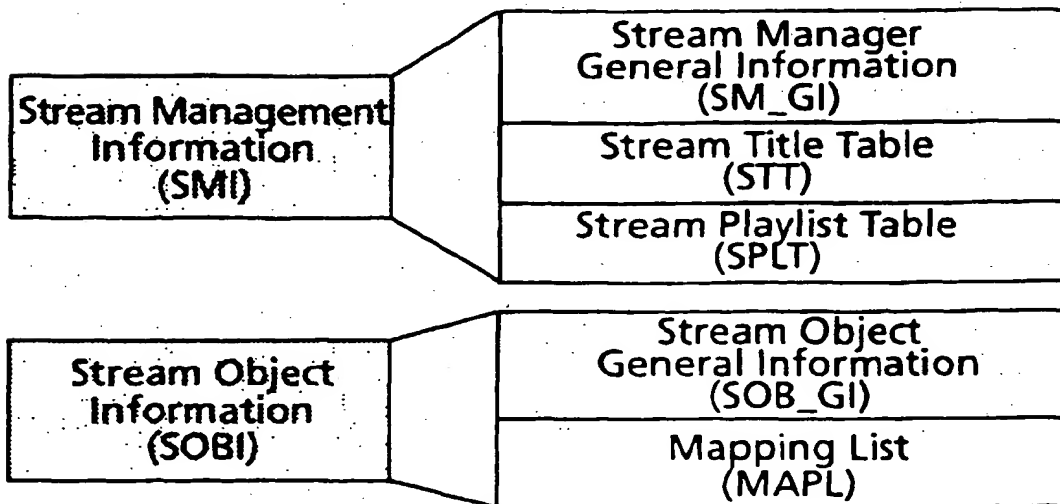 Stream Management
Information
(SMI)
Stream Manager
General Information
(SM_GI)
Stream Title Table
(STT)
Stream Playlist Table
(SPLT)
Stream Object
Information
(SOBI)
Stream Object
General Information
(SOB_GI)
Mapping List
(MAPL)